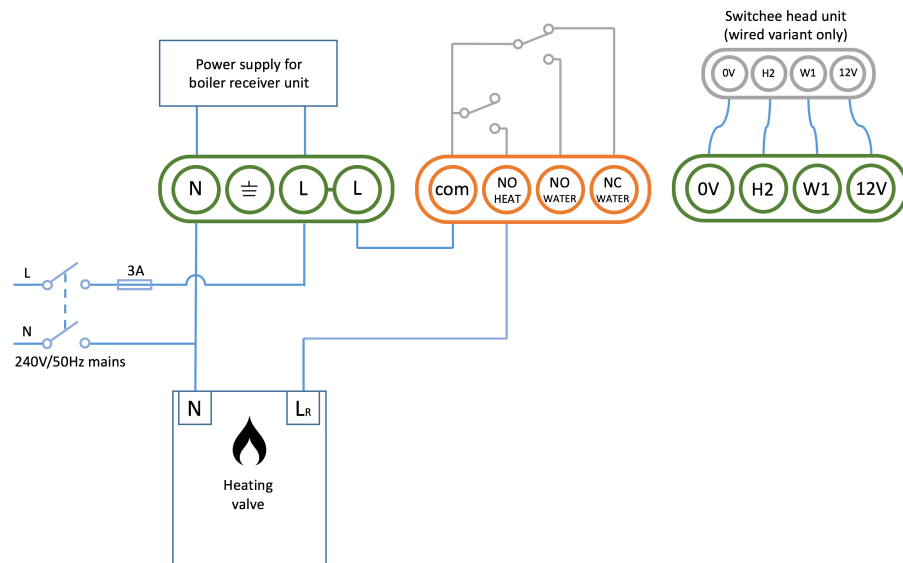 Switchee head unit
(wired variant only)
0V H2 W1 12V
Power supply for
boiler receiver unit
N L L
com NO HEAT NO WATER NC WATER
0V H2 W1 12V
L 3A
N
240V/50Hz mains
N LR
Heating
valve